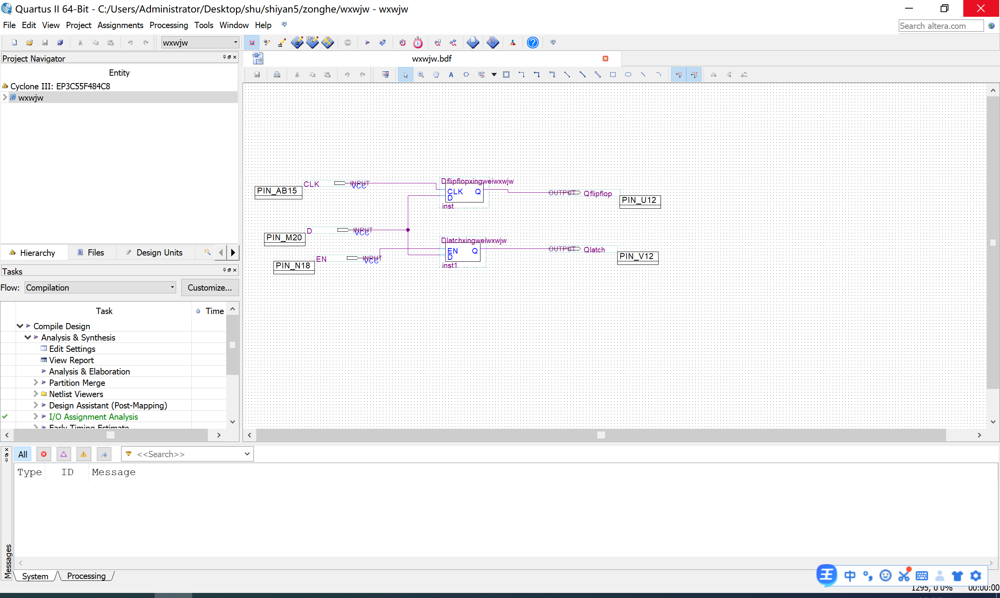 Quartus II 64-Bit - C:/Users/Administrator/Desktop/shu/shiyan5/zonghe/wxwjw - wxwjw
File Edit View Project Assignments Processing Tools Window Help
Search altera.com
wxwjw
Project Navigator
wxwjw.bdf
Entity
Cyclone III: EP3C55F484C8
wxwjw
Hierarchy Files Design Units
CLK INPUT VCC
PIN_AB15
Dflipflopxingweiwxwjw
CLK Q
D
inst
OUTPUT Qflipflop
PIN_U12
D INPUT VCC
PIN_M20
Dlatchxingweiwxwjw
EN Q
D
inst1
OUTPUT Qlatch
PIN_V12
EN INPUT VCC
PIN_N18
Tasks
Flow: Compilation Customize...
Task Time
Compile Design
Analysis & Synthesis
Edit Settings
View Report
Analysis & Elaboration
Partition Merge
Netlist Viewers
Design Assistant (Post-Mapping)
I/O Assignment Analysis
Early Timing Estimate
All <<Search>>
Type ID Message
Messages
System Processing
王 中
1295, 0 0% 00:00:00